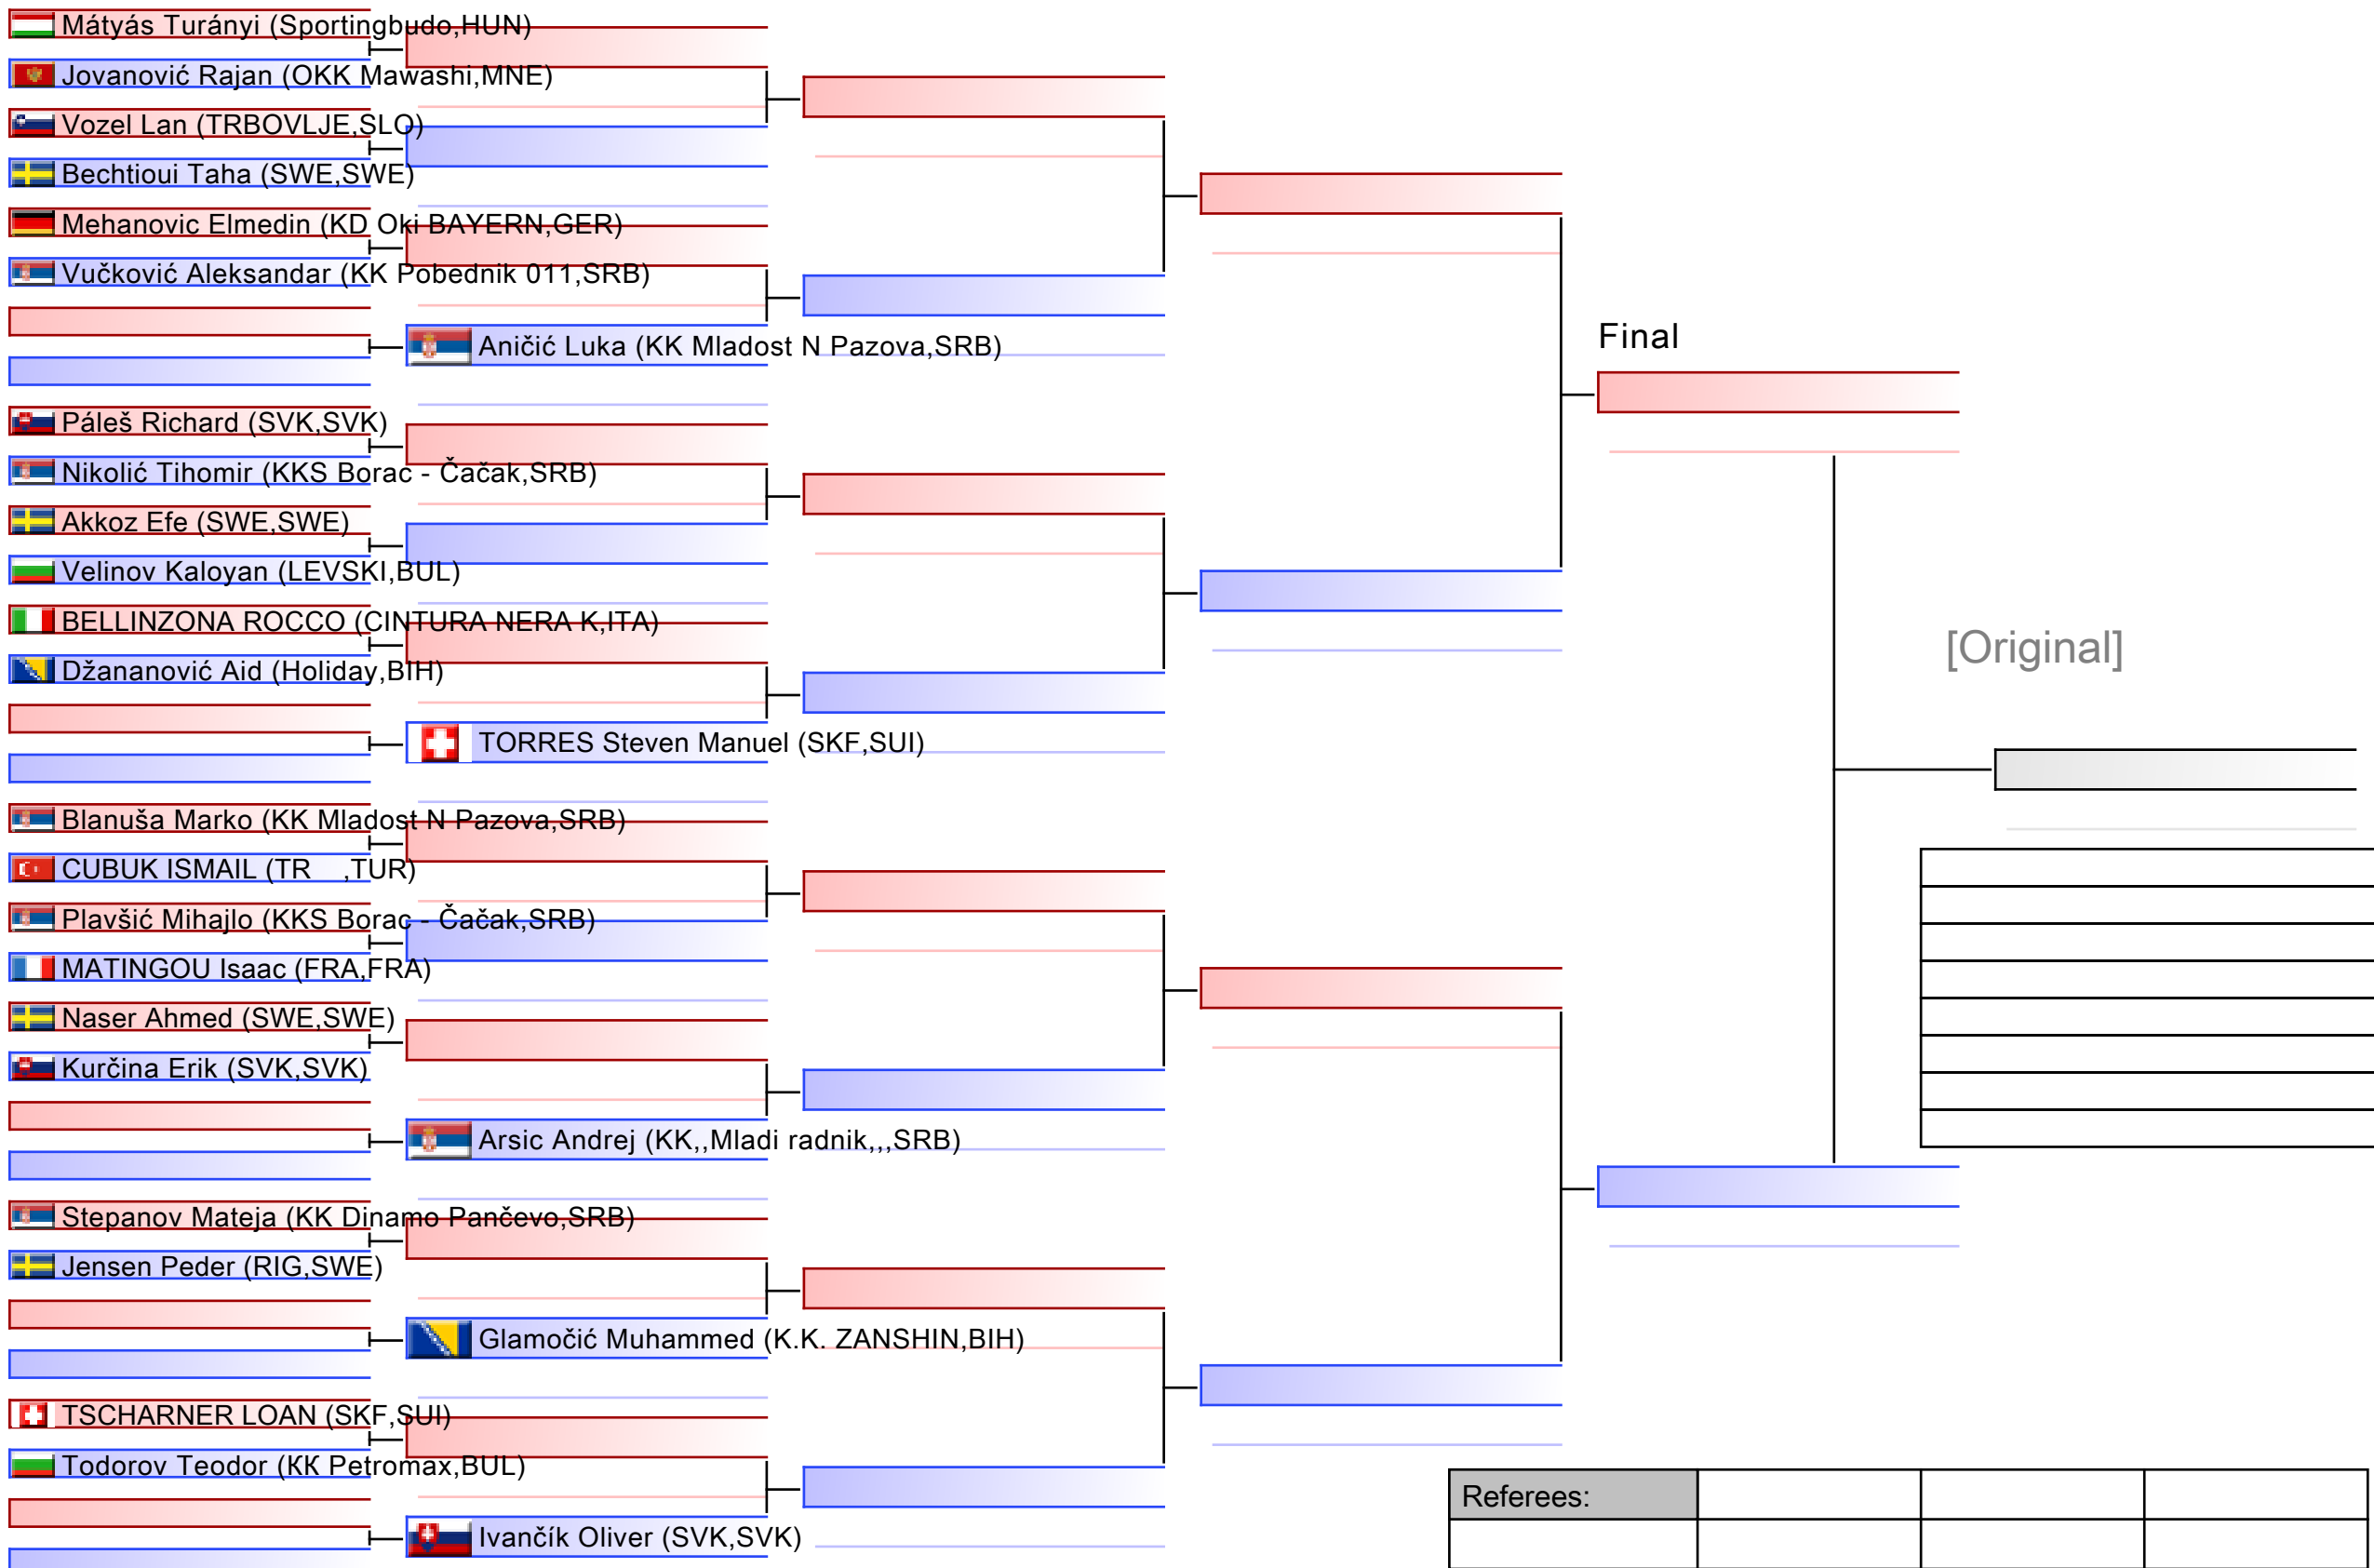 Mátyás Turányi (Sportingbudo,HUN)
Jovanović Rajan (OKK Mawashi,MNE)
Vozel Lan (TRBOVLJE,SLO)
Bechtioui Taha (SWE,SWE)
Mehanovic Elmedin (KD Oki BAYERN,GER)
Vučković Aleksandar (KK Pobednik 011,SRB)
Aničić Luka (KK Mladost N Pazova,SRB)
Páleš Richard (SVK,SVK)
Nikolić Tihomir (KKS Borac - Čačak,SRB)
Akkoz Efe (SWE,SWE)
Velinov Kaloyan (LEVSKI,BUL)
BELLINZONA ROCCO (CINTURA NERA K,ITA)
Džananović Aid (Holiday,BIH)
TORRES Steven Manuel (SKF,SUI)
Blanuša Marko (KK Mladost N Pazova,SRB)
CUBUK ISMAIL (TR ,TUR)
Plavšić Mihajlo (KKS Borac - Čačak,SRB)
MATINGOU Isaac (FRA,FRA)
Naser Ahmed (SWE,SWE)
Kurčina Erik (SVK,SVK)
Arsic Andrej (KK,,Mladi radnik,,,SRB)
Stepanov Mateja (KK Dinamo Pančevo,SRB)
Jensen Peder (RIG,SWE)
Glamočić Muhammed (K.K. ZANSHIN,BIH)
TSCHARNER LOAN (SKF,SUI)
Todorov Teodor (КК Petromax,BUL)
Ivančík Oliver (SVK,SVK)
Final
[Original]
Referees: